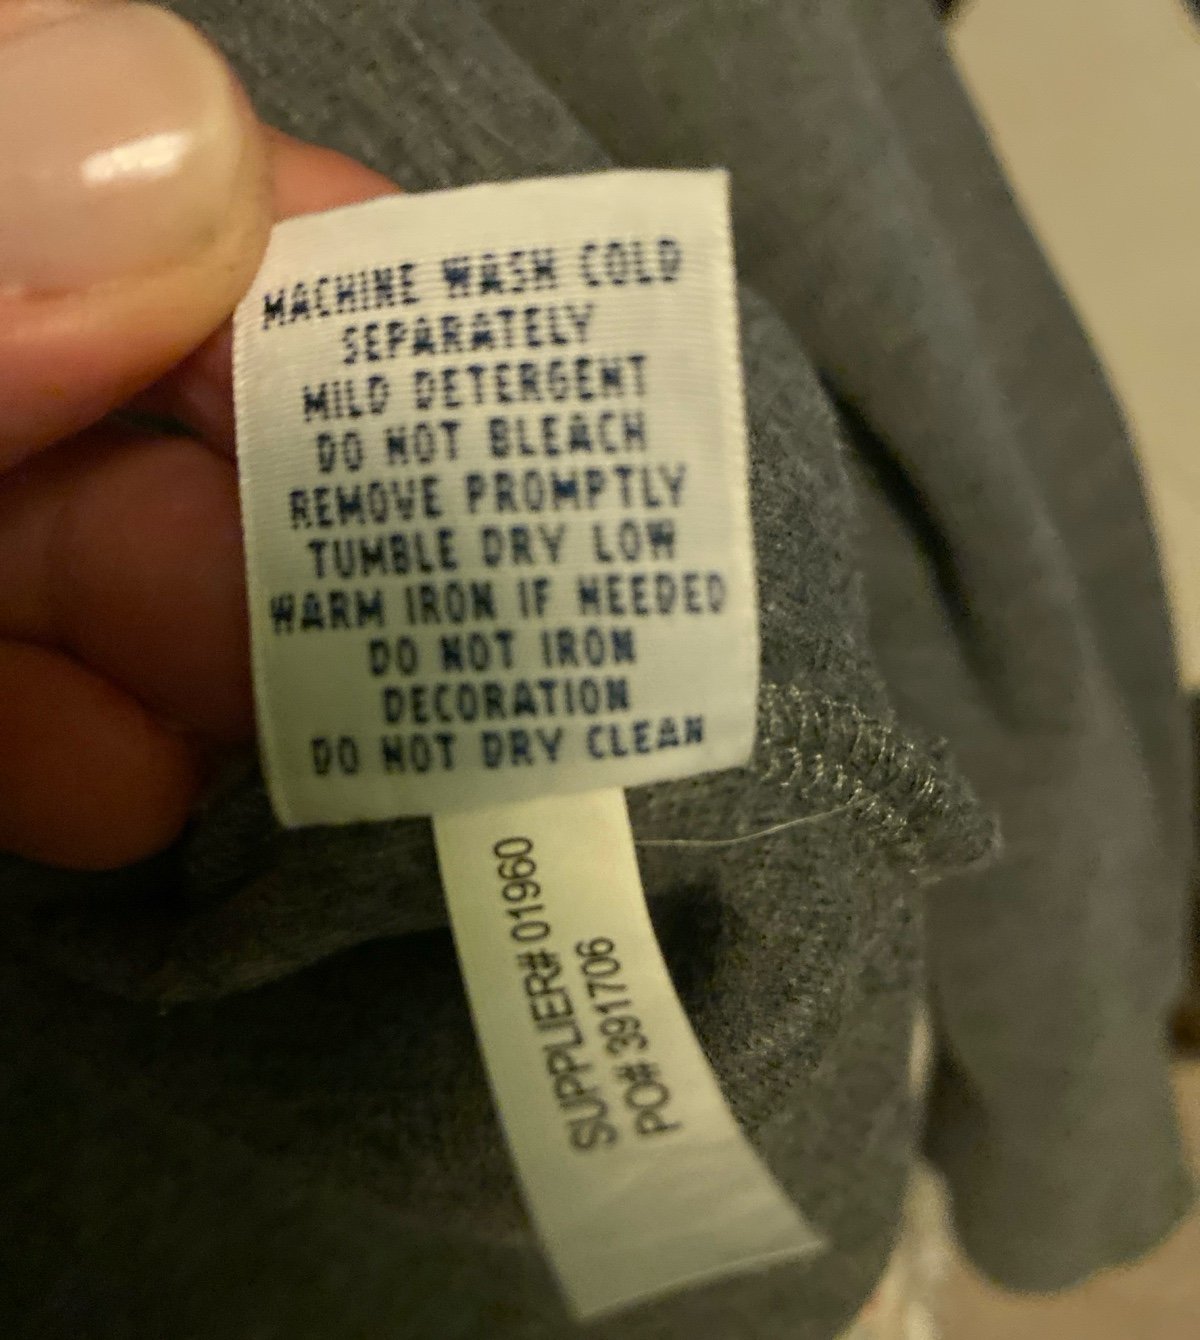 MACHINE WASH COLD
SEPARATELY
MILD DETERGENT
DO NOT BLEACH
REMOVE PROMPTLY
TUMBLE DRY LOW
WARM IRON IF NEEDED
DO NOT IRON
DECORATION
DO NOT DRY CLEAN
SUPPLIER# 01960
PO# 391706